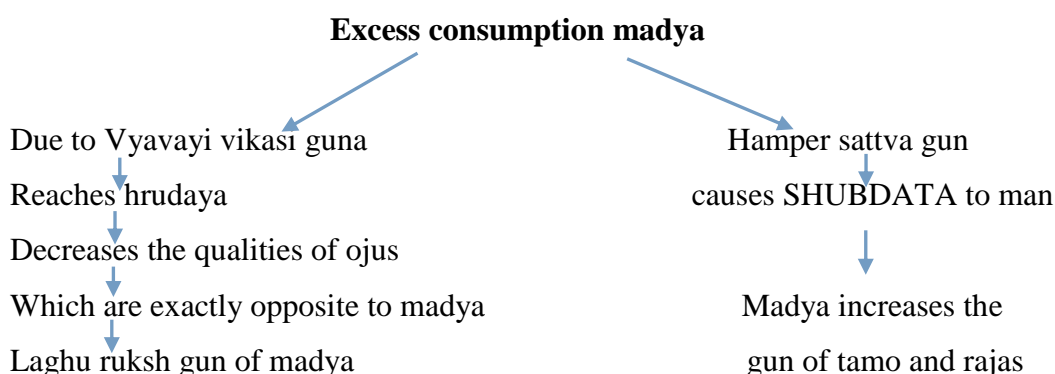 Excess consumption madya
Due to Vyavayi vikasi guna
Hamper sattva gun
Reaches hrudaya
causes SHUBDATA to man
Decreases the qualities of ojus
Which are exactly opposite to madya
Madya increases the
Laghu ruksh gun of madya
gun of tamo and rajas